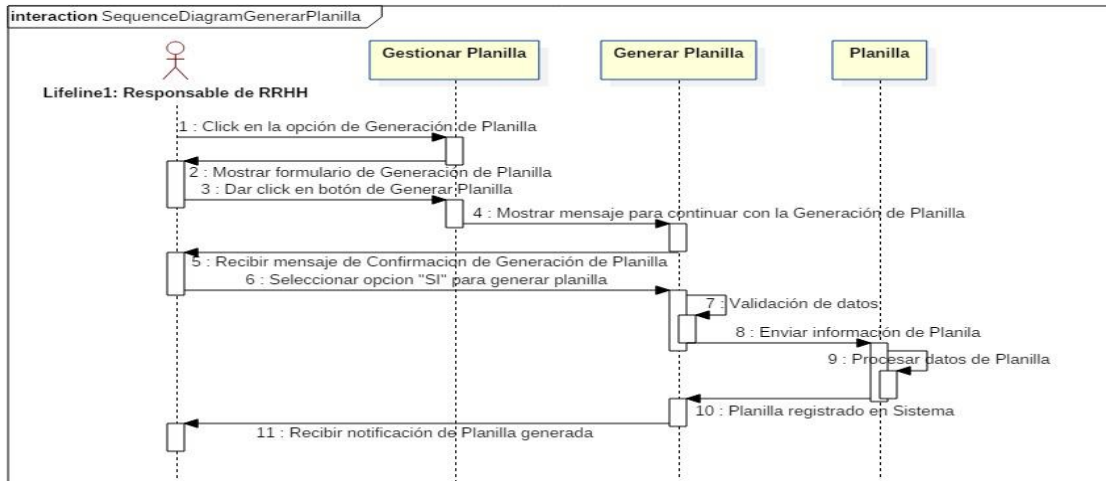 interaction SequenceDiagramGenerarPlanilla
Gestionar Planilla
Generar Planilla
Planilla
Lifeline1: Responsable de RRHH
1 : Click en la opción de Generación de Planilla
2 : Mostrar formulario de Generación de Planilla
3 : Dar click en botón de Generar Planilla
4 : Mostrar mensaje para continuar con la Generación de Planilla
5 : Recibir mensaje de Confirmacion de Generación de Planilla
6 : Seleccionar opcion "SI" para generar planilla
7 : Validación de datos
8 : Enviar información de Planila
9 : Procesar datos de Planilla
10 : Planilla registrado en Sistema
11 : Recibir notificación de Planilla generada